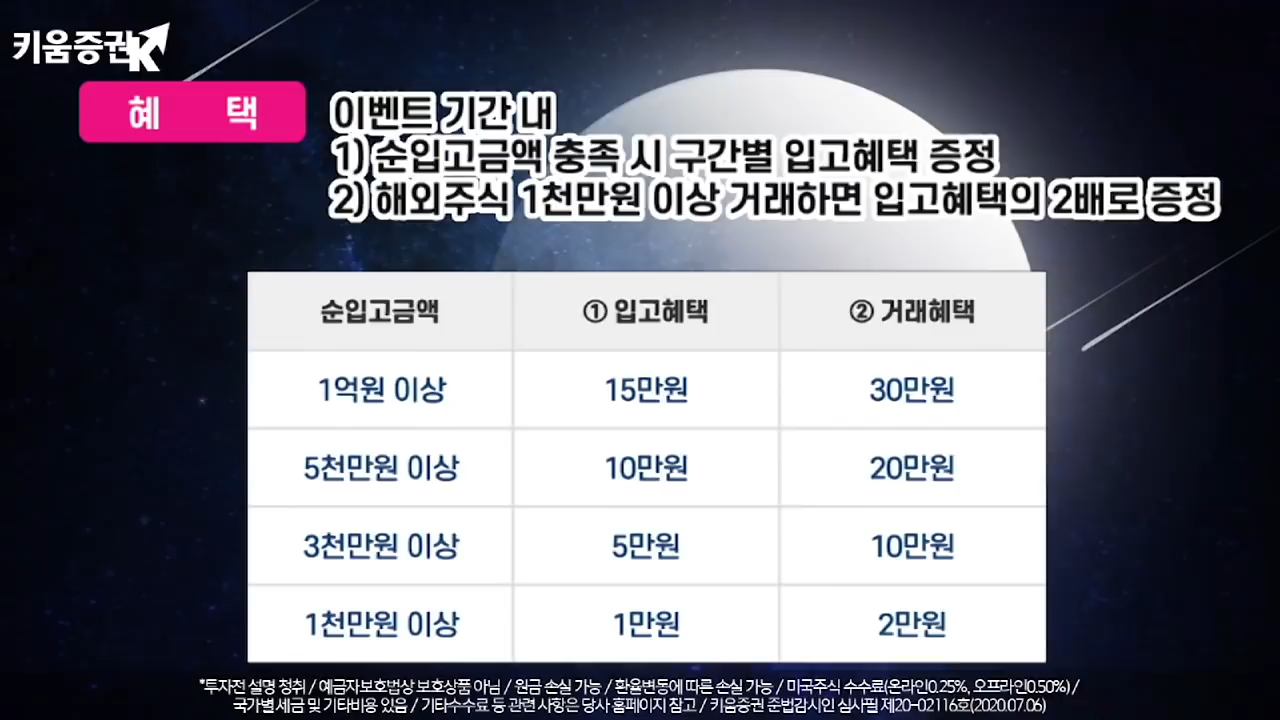 키움증권
혜 택
이벤트 기간 내
1) 순입고금액 충족 시 구간별 입고혜택 증정
2) 해외주식 1천만원 이상 거래하면 입고혜택의 2배로 증정
순입고금액 ① 입고혜택 ② 거래혜택
1억원 이상 15만원 30만원
5천만원 이상 10만원 20만원
3천만원 이상 5만원 10만원
1천만원 이상 1만원 2만원
*투자전 설명 청취 / 예금자보호법상 보호상품 아님 / 원금 손실 가능 / 환율변동에 따른 손실 가능 / 미국주식 수수료(온라인0.25%, 오프라인0.50%) /
국가별 세금 및 기타비용 있음 / 기타수수료 등 관련 사항은 당사 홈페이지 참고 / 키움증권 준법감시인 심사필 제20-02116호(2020.07.06)